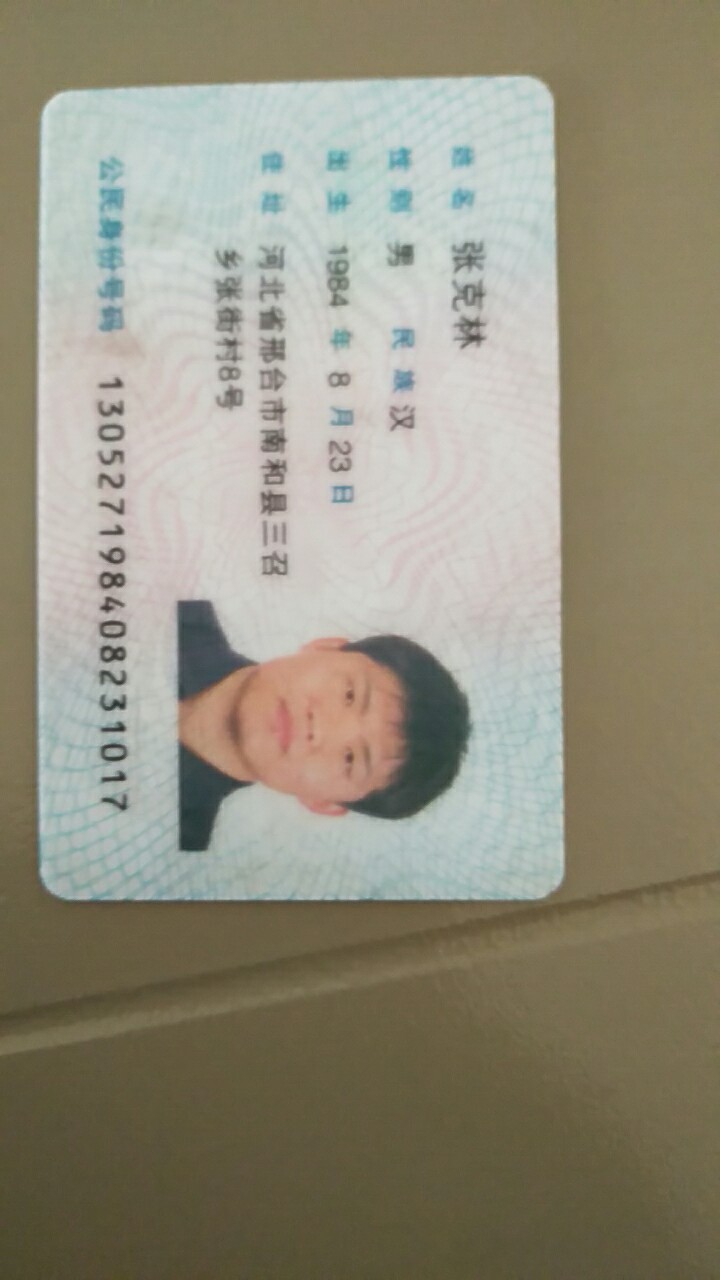 姓名 张克林
性别 男 民族 汉
出生 1984 年 8 月 23 日
住址 河北省邢台市南和县三召
乡张街村8号
公民身份号码 130527198408231017